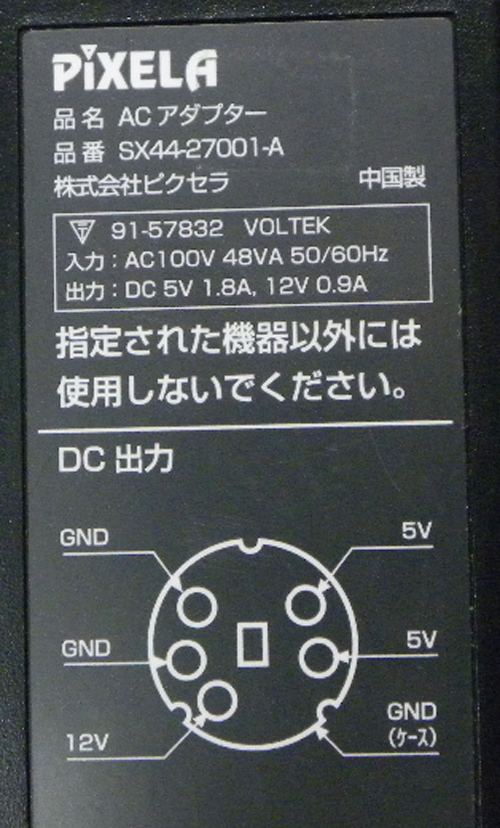 PiXELA
品名 ACアダプター
品番 SX44-27001-A
株式会社ピクセラ 中国製
91-57832 VOLTEK
入力：AC100V 48VA 50/60Hz
出力：DC 5V 1.8A, 12V 0.9A
指定された機器以外には
使用しないでください。
DC 出力
GND 5V
GND 5V
12V GND
(ｹｰｽ)